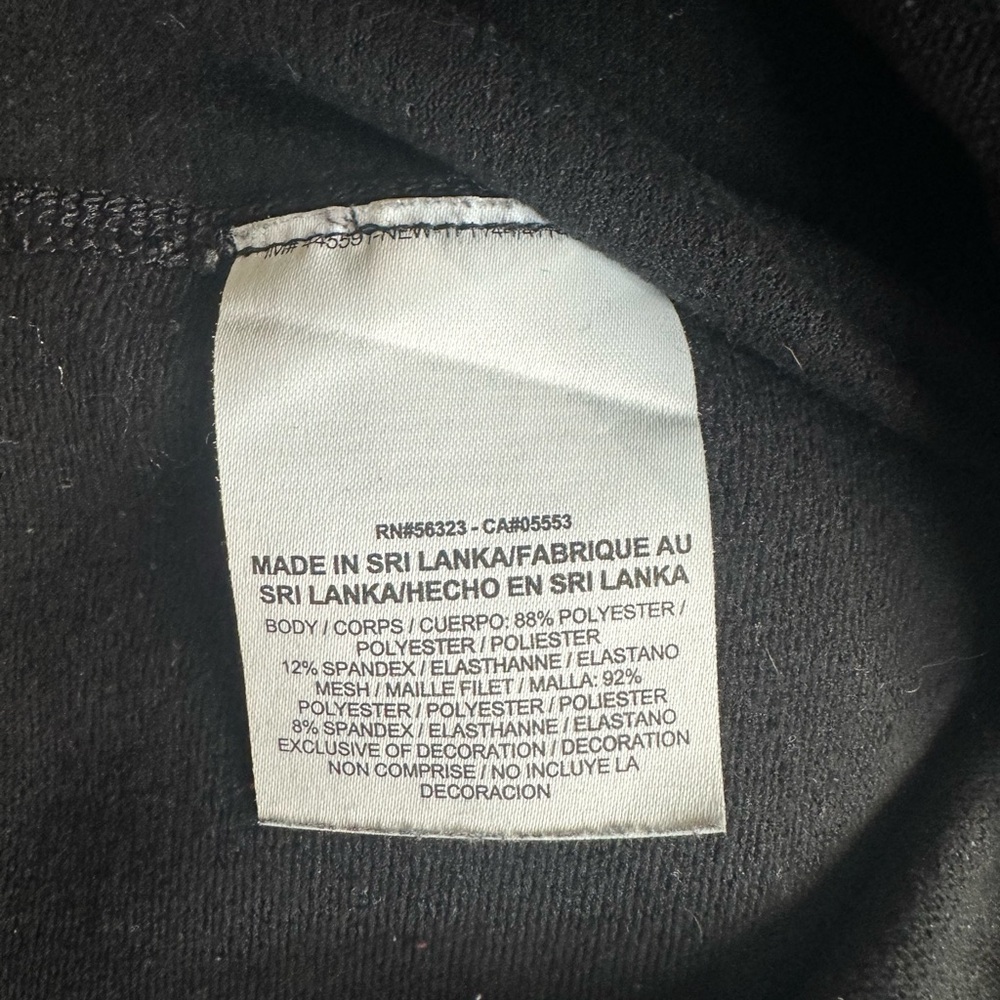 RN#56323 - CA#05553
MADE IN SRI LANKA/FABRIQUE AU
SRI LANKA/HECHO EN SRI LANKA
BODY / CORPS / CUERPO: 88% POLYESTER /
POLYESTER / POLIESTER
12% SPANDEX / ELASTHANNE / ELASTANO
MESH / MAILLE FILET / MALLA: 92%
POLYESTER / POLYESTER / POLIESTER
8% SPANDEX / ELASTHANNE / ELASTANO
EXCLUSIVE OF DECORATION / DECORATION
NON COMPRISE / NO INCLUYE LA
DECORACION